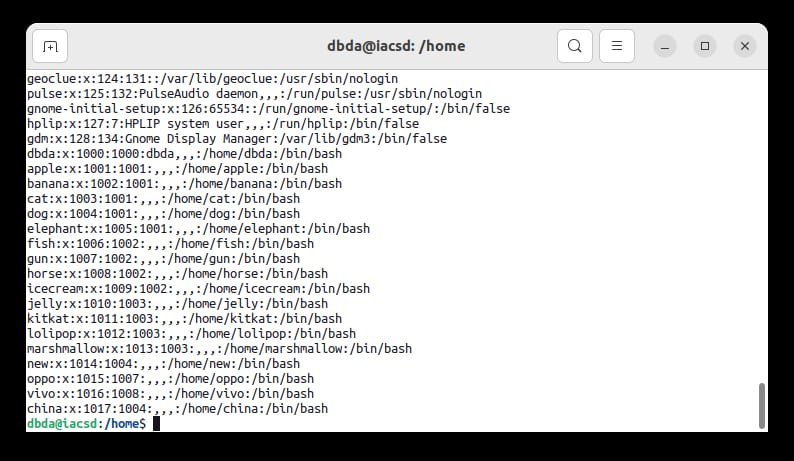 dbda@iacsd: /home
geoclue:x:124:131::/var/lib/geoclue:/usr/sbin/nologin
pulse:x:125:132:PulseAudio daemon,,,:/run/pulse:/usr/sbin/nologin
gnome-initial-setup:x:126:65534::/run/gnome-initial-setup/:/bin/false
hplip:x:127:7:HPLIP system user,,,:/run/hplip:/bin/false
gdm:x:128:134:Gnome Display Manager:/var/lib/gdm3:/bin/false
dbda:x:1000:1000:dbda,,,:/home/dbda:/bin/bash
apple:x:1001:1001:,,,:/home/apple:/bin/bash
banana:x:1002:1001:,,,:/home/banana:/bin/bash
cat:x:1003:1001:,,,:/home/cat:/bin/bash
dog:x:1004:1001:,,,:/home/dog:/bin/bash
elephant:x:1005:1001:,,,:/home/elephant:/bin/bash
fish:x:1006:1002:,,,:/home/fish:/bin/bash
gun:x:1007:1002:,,,:/home/gun:/bin/bash
horse:x:1008:1002:,,,:/home/horse:/bin/bash
icecream:x:1009:1002:,,,:/home/icecream:/bin/bash
jelly:x:1010:1003:,,,:/home/jelly:/bin/bash
kitkat:x:1011:1003:,,,:/home/kitkat:/bin/bash
lolipop:x:1012:1003:,,,:/home/lolipop:/bin/bash
marshmallow:x:1013:1003:,,,:/home/marshmallow:/bin/bash
new:x:1014:1004:,,,:/home/new:/bin/bash
oppo:x:1015:1007:,,,:/home/oppo:/bin/bash
vivo:x:1016:1008:,,,:/home/vivo:/bin/bash
china:x:1017:1004:,,,:/home/china:/bin/bash
dbda@iacsd:/home$